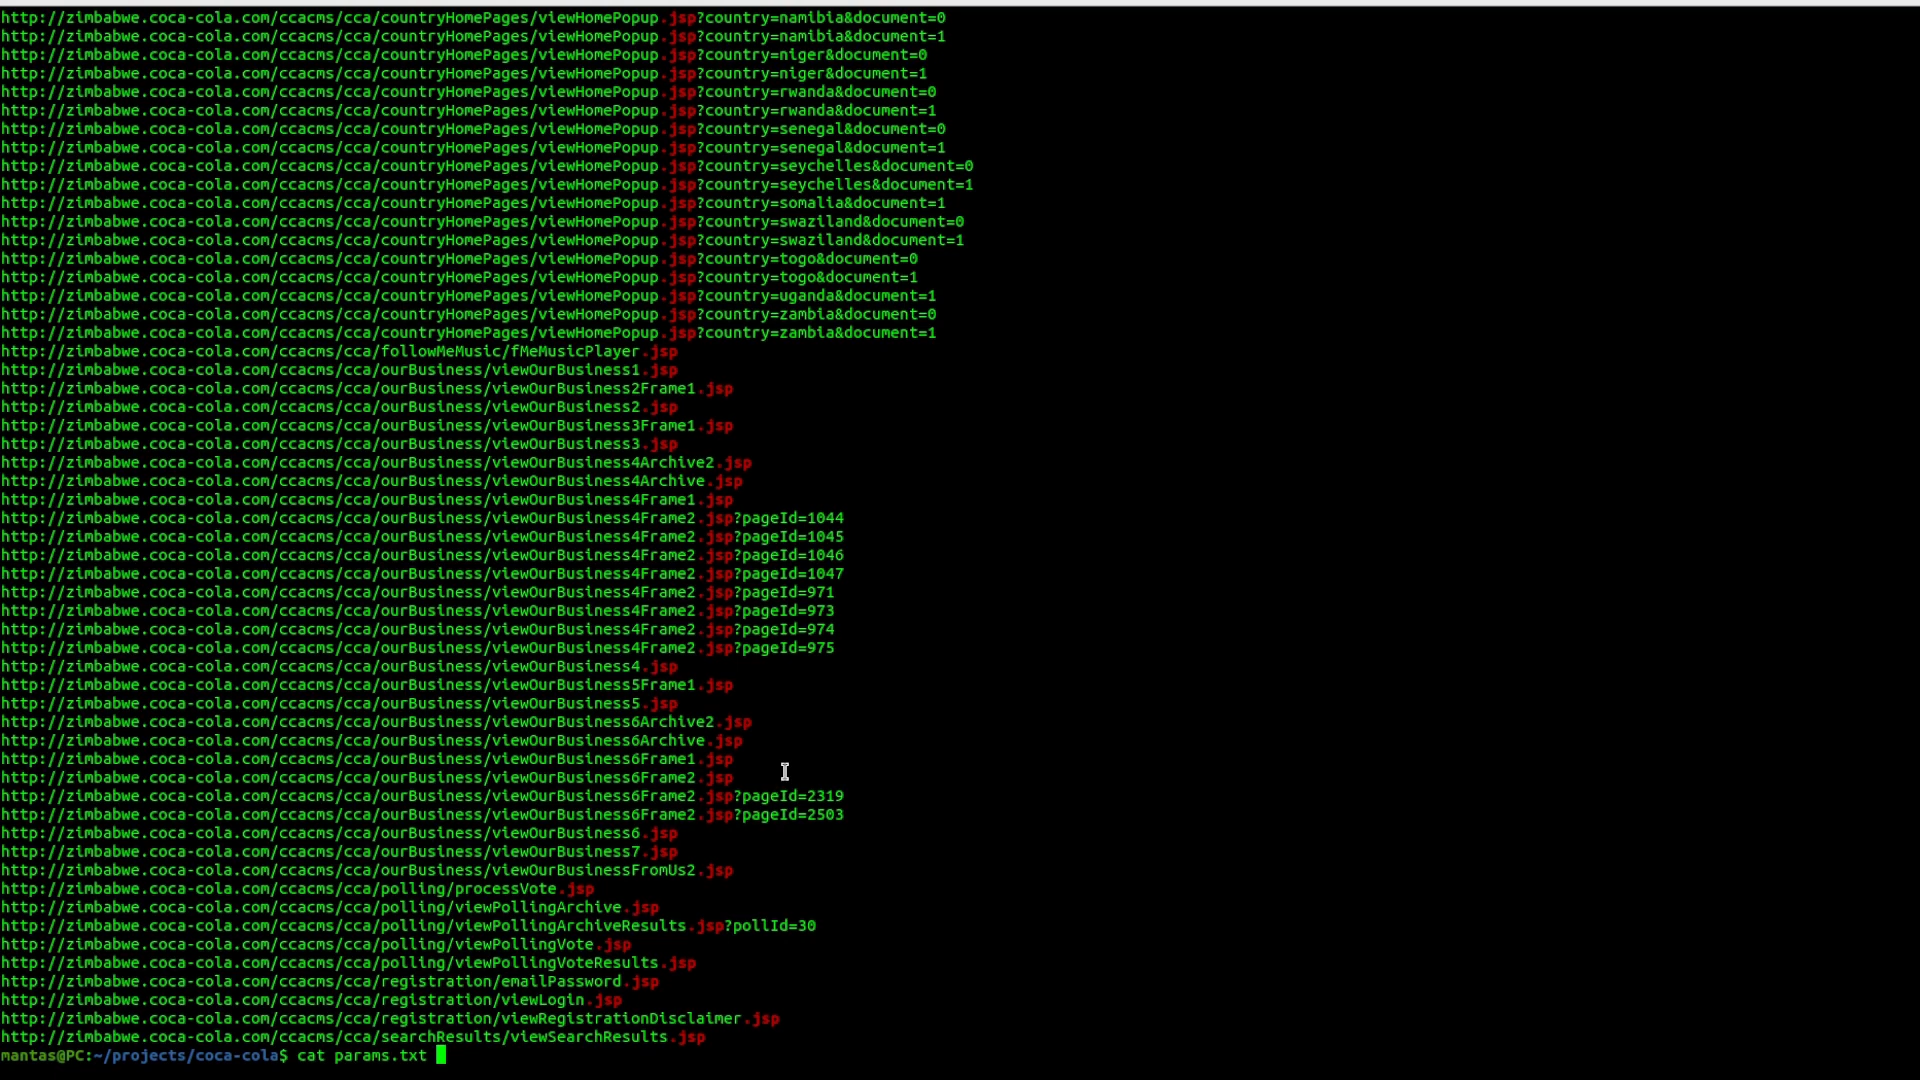 http://zimbabwe.coca-cola.com/ccacms/cca/countryHomePages/viewHomePopup.jsp?country=namibia&document=0
http://zimbabwe.coca-cola.com/ccacms/cca/countryHomePages/viewHomePopup.jsp?country=namibia&document=1
http://zimbabwe.coca-cola.com/ccacms/cca/countryHomePages/viewHomePopup.jsp?country=niger&document=0
http://zimbabwe.coca-cola.com/ccacms/cca/countryHomePages/viewHomePopup.jsp?country=niger&document=1
http://zimbabwe.coca-cola.com/ccacms/cca/countryHomePages/viewHomePopup.jsp?country=rwanda&document=0
http://zimbabwe.coca-cola.com/ccacms/cca/countryHomePages/viewHomePopup.jsp?country=rwanda&document=1
http://zimbabwe.coca-cola.com/ccacms/cca/countryHomePages/viewHomePopup.jsp?country=senegal&document=0
http://zimbabwe.coca-cola.com/ccacms/cca/countryHomePages/viewHomePopup.jsp?country=senegal&document=1
http://zimbabwe.coca-cola.com/ccacms/cca/countryHomePages/viewHomePopup.jsp?country=seychelles&document=0
http://zimbabwe.coca-cola.com/ccacms/cca/countryHomePages/viewHomePopup.jsp?country=seychelles&document=1
http://zimbabwe.coca-cola.com/ccacms/cca/countryHomePages/viewHomePopup.jsp?country=somalia&document=1
http://zimbabwe.coca-cola.com/ccacms/cca/countryHomePages/viewHomePopup.jsp?country=swaziland&document=0
http://zimbabwe.coca-cola.com/ccacms/cca/countryHomePages/viewHomePopup.jsp?country=swaziland&document=1
http://zimbabwe.coca-cola.com/ccacms/cca/countryHomePages/viewHomePopup.jsp?country=togo&document=0
http://zimbabwe.coca-cola.com/ccacms/cca/countryHomePages/viewHomePopup.jsp?country=togo&document=1
http://zimbabwe.coca-cola.com/ccacms/cca/countryHomePages/viewHomePopup.jsp?country=uganda&document=1
http://zimbabwe.coca-cola.com/ccacms/cca/countryHomePages/viewHomePopup.jsp?country=zambia&document=0
http://zimbabwe.coca-cola.com/ccacms/cca/countryHomePages/viewHomePopup.jsp?country=zambia&document=1
http://zimbabwe.coca-cola.com/ccacms/cca/followMeMusic/fMeMusicPlayer.jsp
http://zimbabwe.coca-cola.com/ccacms/cca/ourBusiness/viewOurBusiness1.jsp
http://zimbabwe.coca-cola.com/ccacms/cca/ourBusiness/viewOurBusiness2Frame1.jsp
http://zimbabwe.coca-cola.com/ccacms/cca/ourBusiness/viewOurBusiness2.jsp
http://zimbabwe.coca-cola.com/ccacms/cca/ourBusiness/viewOurBusiness3Frame1.jsp
http://zimbabwe.coca-cola.com/ccacms/cca/ourBusiness/viewOurBusiness3.jsp
http://zimbabwe.coca-cola.com/ccacms/cca/ourBusiness/viewOurBusiness4Archive2.jsp
http://zimbabwe.coca-cola.com/ccacms/cca/ourBusiness/viewOurBusiness4Archive.jsp
http://zimbabwe.coca-cola.com/ccacms/cca/ourBusiness/viewOurBusiness4Frame1.jsp
http://zimbabwe.coca-cola.com/ccacms/cca/ourBusiness/viewOurBusiness4Frame2.jsp?pageId=1044
http://zimbabwe.coca-cola.com/ccacms/cca/ourBusiness/viewOurBusiness4Frame2.jsp?pageId=1045
http://zimbabwe.coca-cola.com/ccacms/cca/ourBusiness/viewOurBusiness4Frame2.jsp?pageId=1046
http://zimbabwe.coca-cola.com/ccacms/cca/ourBusiness/viewOurBusiness4Frame2.jsp?pageId=1047
http://zimbabwe.coca-cola.com/ccacms/cca/ourBusiness/viewOurBusiness4Frame2.jsp?pageId=971
http://zimbabwe.coca-cola.com/ccacms/cca/ourBusiness/viewOurBusiness4Frame2.jsp?pageId=973
http://zimbabwe.coca-cola.com/ccacms/cca/ourBusiness/viewOurBusiness4Frame2.jsp?pageId=974
http://zimbabwe.coca-cola.com/ccacms/cca/ourBusiness/viewOurBusiness4Frame2.jsp?pageId=975
http://zimbabwe.coca-cola.com/ccacms/cca/ourBusiness/viewOurBusiness4.jsp
http://zimbabwe.coca-cola.com/ccacms/cca/ourBusiness/viewOurBusiness5Frame1.jsp
http://zimbabwe.coca-cola.com/ccacms/cca/ourBusiness/viewOurBusiness5.jsp
http://zimbabwe.coca-cola.com/ccacms/cca/ourBusiness/viewOurBusiness6Archive2.jsp
http://zimbabwe.coca-cola.com/ccacms/cca/ourBusiness/viewOurBusiness6Archive.jsp
http://zimbabwe.coca-cola.com/ccacms/cca/ourBusiness/viewOurBusiness6Frame1.jsp
http://zimbabwe.coca-cola.com/ccacms/cca/ourBusiness/viewOurBusiness6Frame2.jsp
http://zimbabwe.coca-cola.com/ccacms/cca/ourBusiness/viewOurBusiness6Frame2.jsp?pageId=2319
http://zimbabwe.coca-cola.com/ccacms/cca/ourBusiness/viewOurBusiness6Frame2.jsp?pageId=2503
http://zimbabwe.coca-cola.com/ccacms/cca/ourBusiness/viewOurBusiness6.jsp
http://zimbabwe.coca-cola.com/ccacms/cca/ourBusiness/viewOurBusiness7.jsp
http://zimbabwe.coca-cola.com/ccacms/cca/ourBusiness/viewOurBusinessFromUs2.jsp
http://zimbabwe.coca-cola.com/ccacms/cca/polling/processVote.jsp
http://zimbabwe.coca-cola.com/ccacms/cca/polling/viewPollingArchive.jsp
http://zimbabwe.coca-cola.com/ccacms/cca/polling/viewPollingArchiveResults.jsp?pollId=30
http://zimbabwe.coca-cola.com/ccacms/cca/polling/viewPollingVote.jsp
http://zimbabwe.coca-cola.com/ccacms/cca/polling/viewPollingVoteResults.jsp
http://zimbabwe.coca-cola.com/ccacms/cca/registration/emailPassword.jsp
http://zimbabwe.coca-cola.com/ccacms/cca/registration/viewLogin.jsp
http://zimbabwe.coca-cola.com/ccacms/cca/registration/viewRegistrationDisclaimer.jsp
http://zimbabwe.coca-cola.com/ccacms/cca/searchResults/viewSearchResults.jsp
mantas@PC:~/projects/coca-cola$ cat params.txt